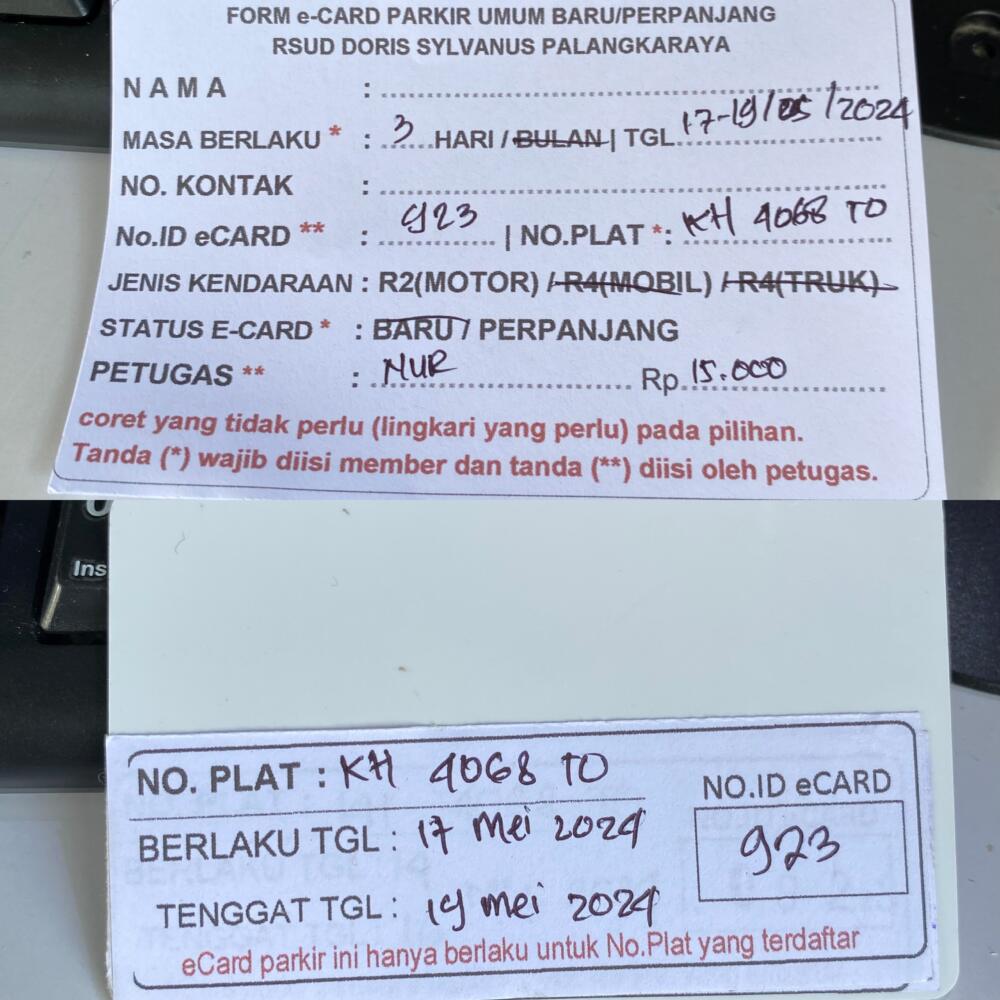 FORM e-CARD PARKIR UMUM BARU/PERPANJANG
RSUD DORIS SYLVANUS PALANGKARAYA
NAMA :
MASA BERLAKU * : 3 HARI / BULAN | TGL 17-19/05/2024
NO. KONTAK :
No.ID eCARD ** : 923 | NO.PLAT *: KH 4068 TO
JENIS KENDARAAN : R2(MOTOR) / R4(MOBIL) / R4(TRUK)
STATUS E-CARD * : BARU / PERPANJANG
PETUGAS ** : NUR Rp 15.000
coret yang tidak perlu (lingkari yang perlu) pada pilihan.
Tanda (*) wajib diisi member dan tanda (**) diisi oleh petugas.
Ins
NO. PLAT : KH 4068 TO
BERLAKU TGL : 17 Mei 2024
TENGGAT TGL : 19 mei 2024
NO.ID eCARD
923
eCard parkir ini hanya berlaku untuk No.Plat yang terdaftar